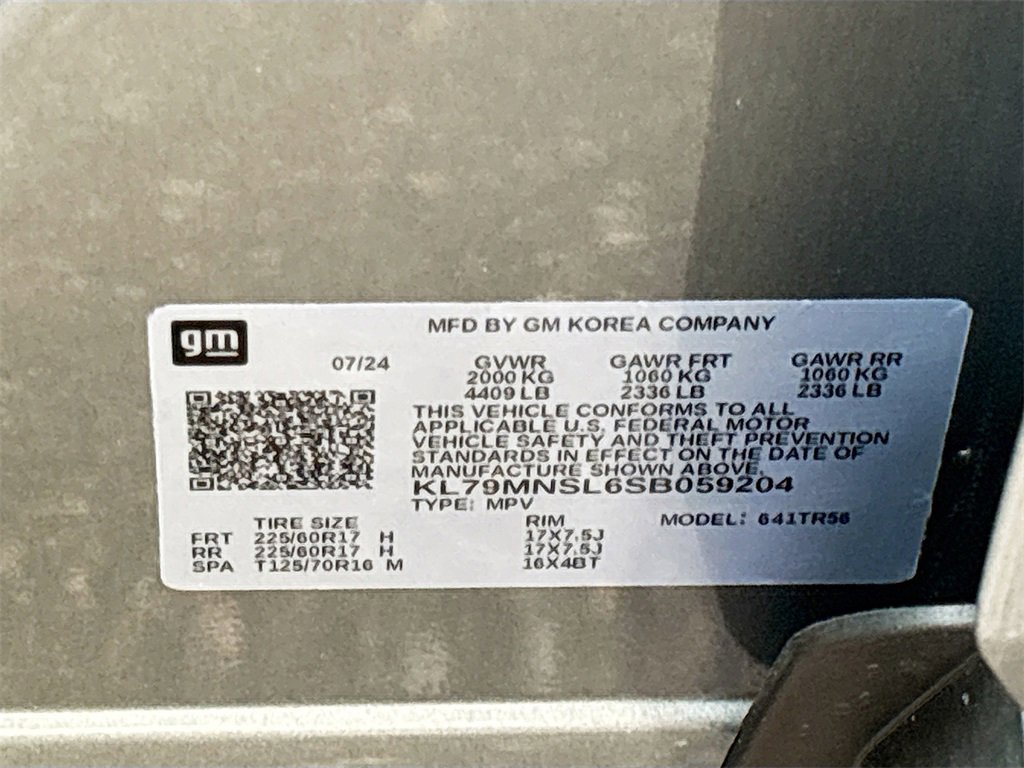 gm
MFD BY GM KOREA COMPANY
07/24 GVWR GAWR FRT GAWR RR
2000 KG 1060 KG 1060 KG
4409 LB 2336 LB 2336 LB
THIS VEHICLE CONFORMS TO ALL
APPLICABLE U.S. FEDERAL MOTOR
VEHICLE SAFETY AND THEFT PREVENTION
STANDARDS IN EFFECT ON THE DATE OF
MANUFACTURE SHOWN ABOVE.
KL79MNSL6SB059204
TYPE: MPV
TIRE SIZE RIM MODEL: 641TR56
FRT 225/60R17 H 17X7.5J
RR 225/60R17 H 17X7.5J
SPA T125/70R16 M 16X4BT